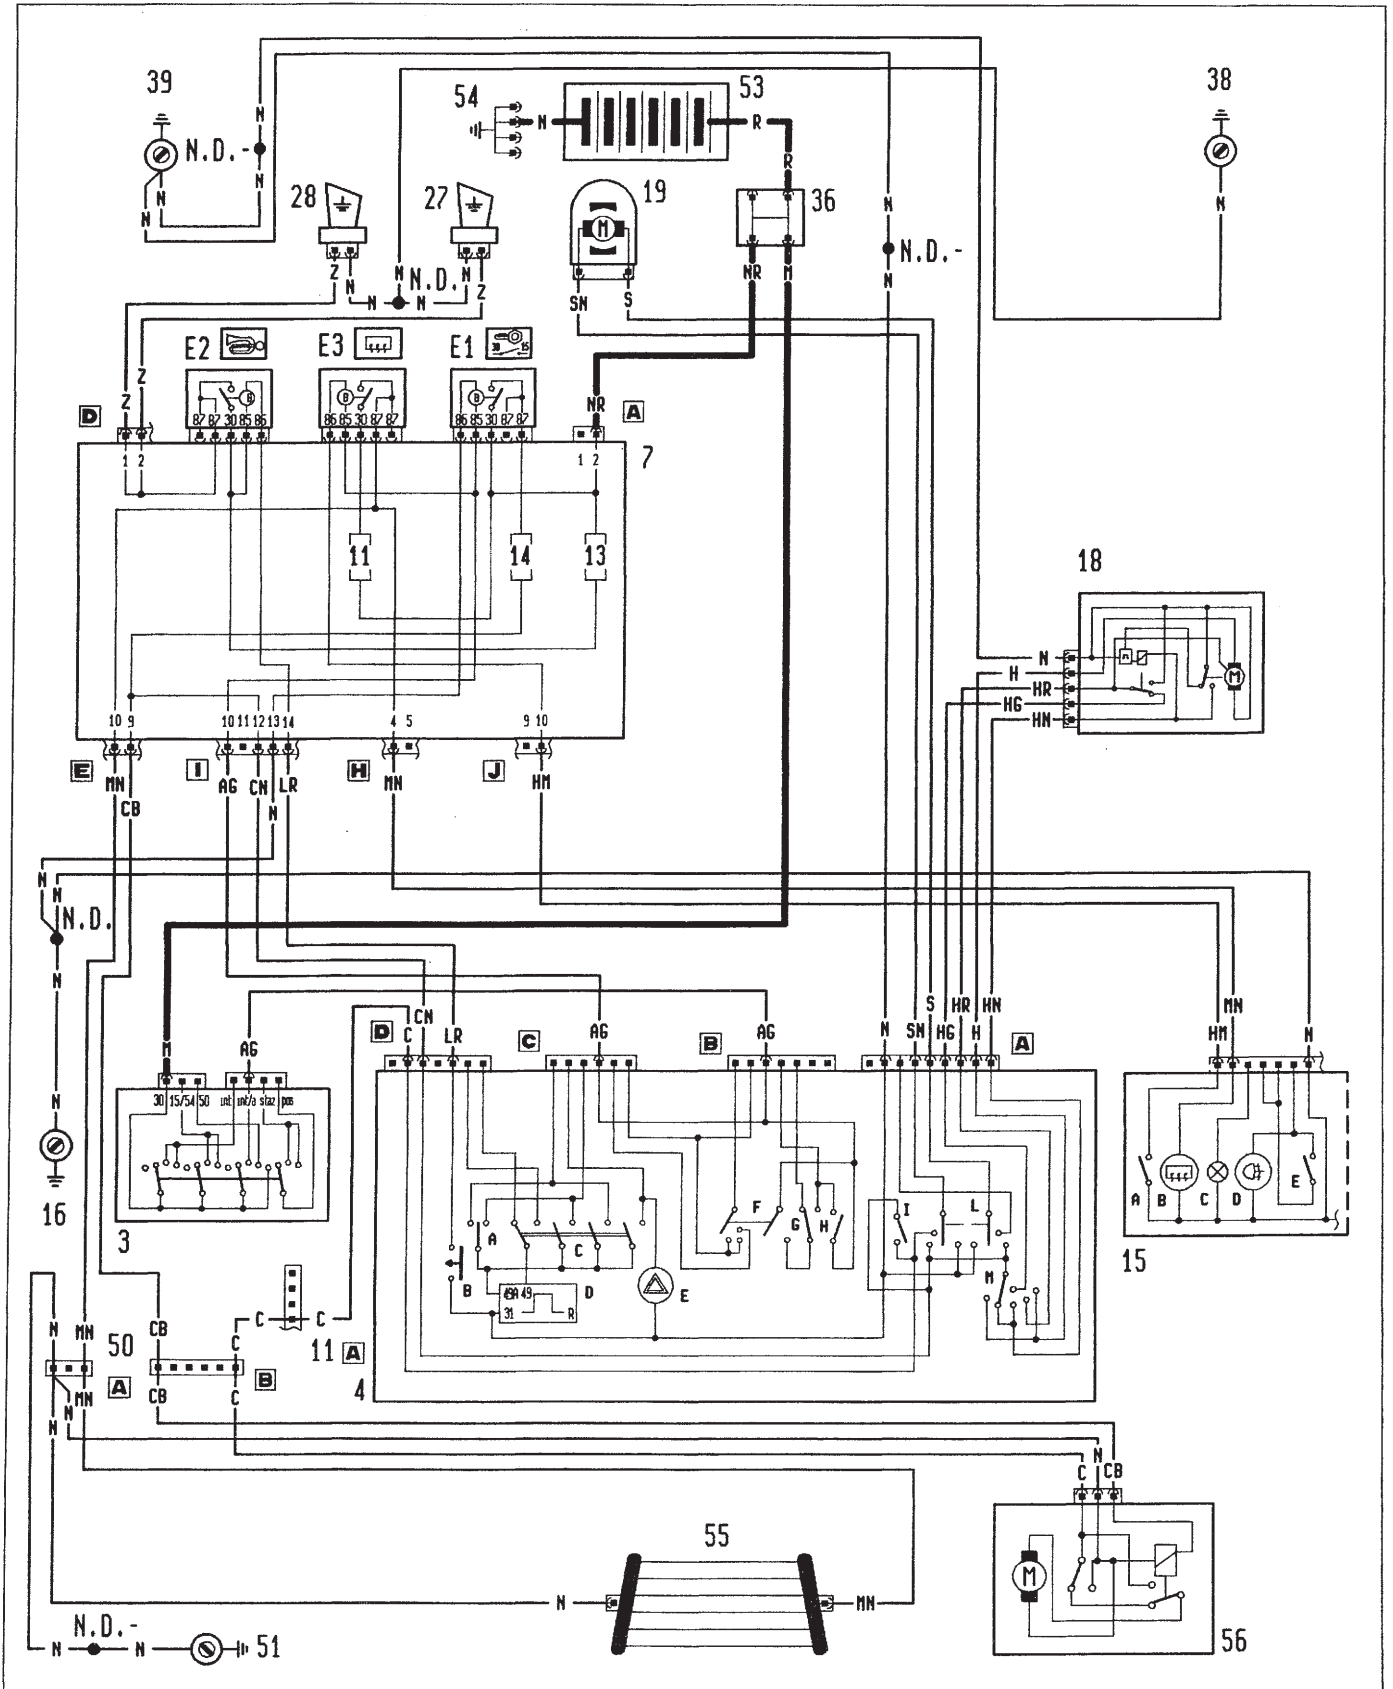 39
54
53
38
N
R
N
N.D.-
R
N
28
27
19
36
N
N
M
N
N
N
N.D.-
Z
N
N
N.D.
N
Z
NR
M
N
N
N
SN
S
E2
E3
E1
30 15
Z
Z
NR
D
A
B
B
B
87 87 30 85 86
86 85 30 87 87
86 85 30 87 87
7
1 2
1 2
11
14
13
18
N
H
HR
HG
HN
M
10 9
10 11 12 13 14
4 5
9 10
E
I
H
J
MN
AG
CN
LR
MN
HM
CB
N
N
N
N.D.
N
S
HR
HN
MN
D
C
CN
LR
C
AG
B
AG
N
SN
HG
H
A
HM
N
M
AG
30 15/54 50
int int/a staz pos
N
16
3
A
B
C
D
E
F
G
H
I
L
M
49A 49
31
R
A
B
C
D
E
15
N
MN
50
CB
C
C
C
11
A
4
A
B
N
N
MN
CB
C
C
N
CB
55
N
MN
M
56
N.D.-
N
N
51